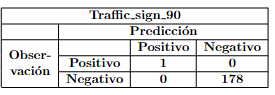 Traffic_sign_90
Predicción
Obser-
vación
Positivo Negativo
Positivo 1 0
Negativo 0 178